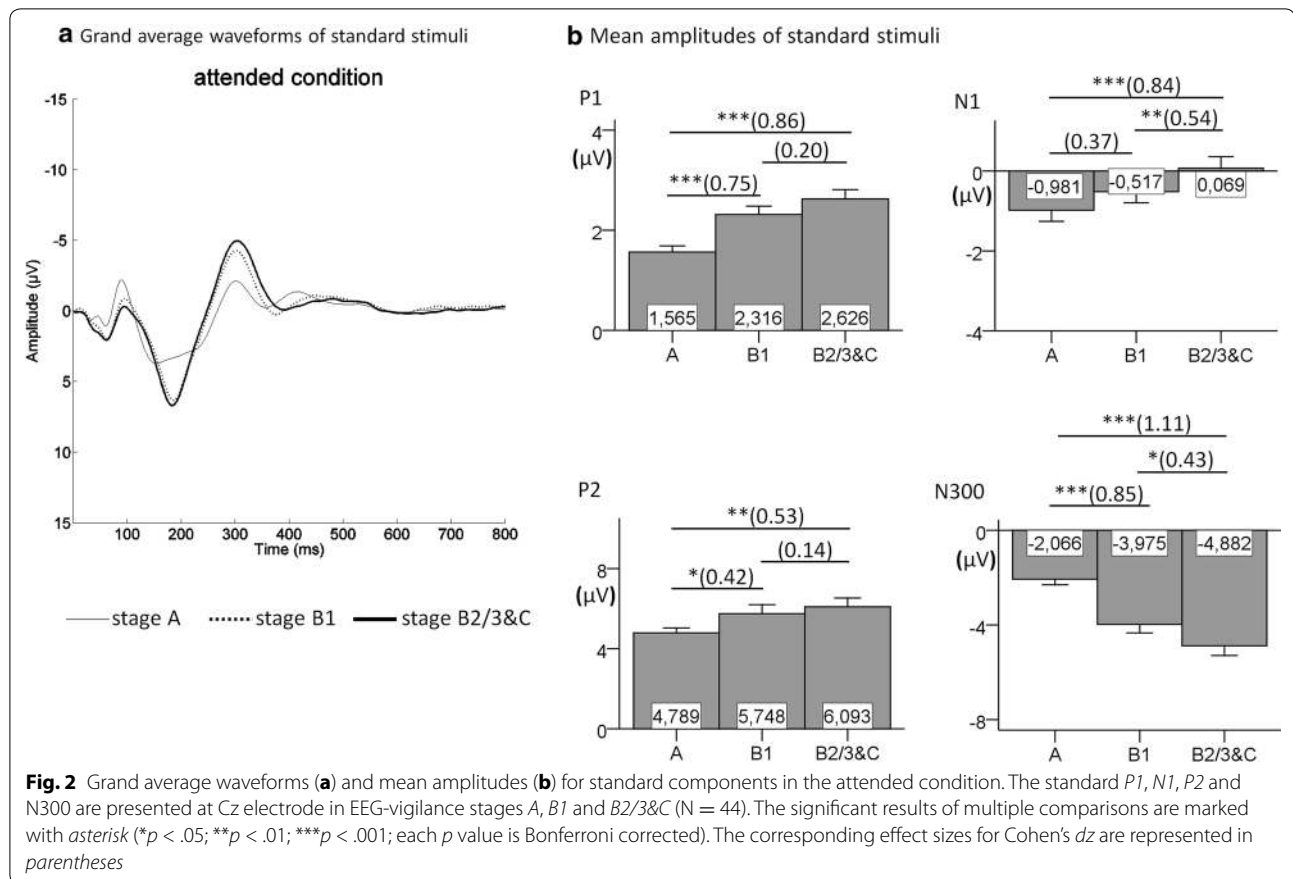 a Grand average waveforms of standard stimuli
attended condition
-15
-10
-5
0
5
10
15
Amplitude (µV)
100 200 300 400 500 600 700 800
Time (ms)
stage A stage B1 stage B2/3&C
b Mean amplitudes of standard stimuli
P1
(µV)
4
2
0
***(0.86)
(0.20)
***(0.75)
1,565 2,316 2,626
A B1 B2/3&C
N1
(µV)
0
-2
-4
***(0.84)
**(0.54)
(0.37)
-0,981 -0,517 0,069
A B1 B2/3&C
P2
(µV)
8
4
0
**(0.53)
(0.14)
*(0.42)
4,789 5,748 6,093
A B1 B2/3&C
N300
(µV)
0
-4
-8
***(1.11)
*(0.43)
***(0.85)
-2,066 -3,975 -4,882
A B1 B2/3&C
Fig. 2 Grand average waveforms (a) and mean amplitudes (b) for standard components in the attended condition. The standard P1, N1, P2 and
N300 are presented at Cz electrode in EEG-vigilance stages A, B1 and B2/3&C (N = 44). The significant results of multiple comparisons are marked
with asterisk (*p < .05; **p < .01; ***p < .001; each p value is Bonferroni corrected). The corresponding effect sizes for Cohen's dz are represented in
parentheses